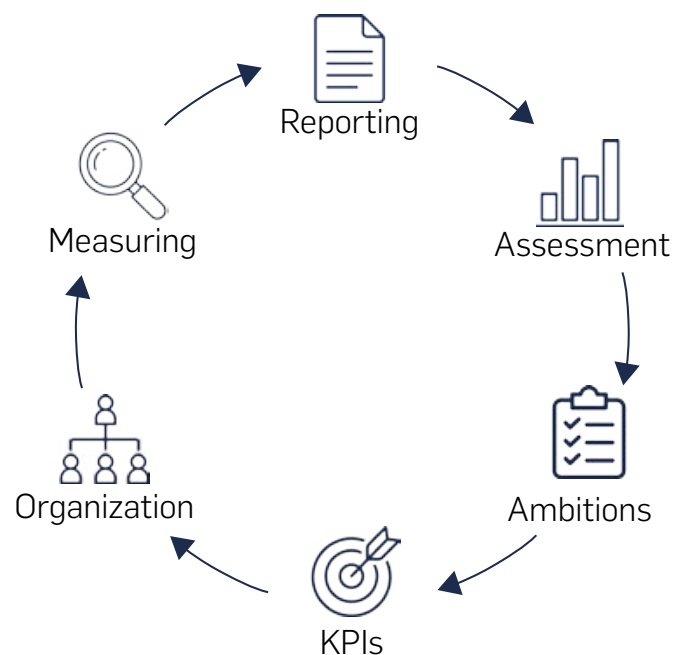 Reporting
Assessment
Ambitions
KPIs
Organization
Measuring